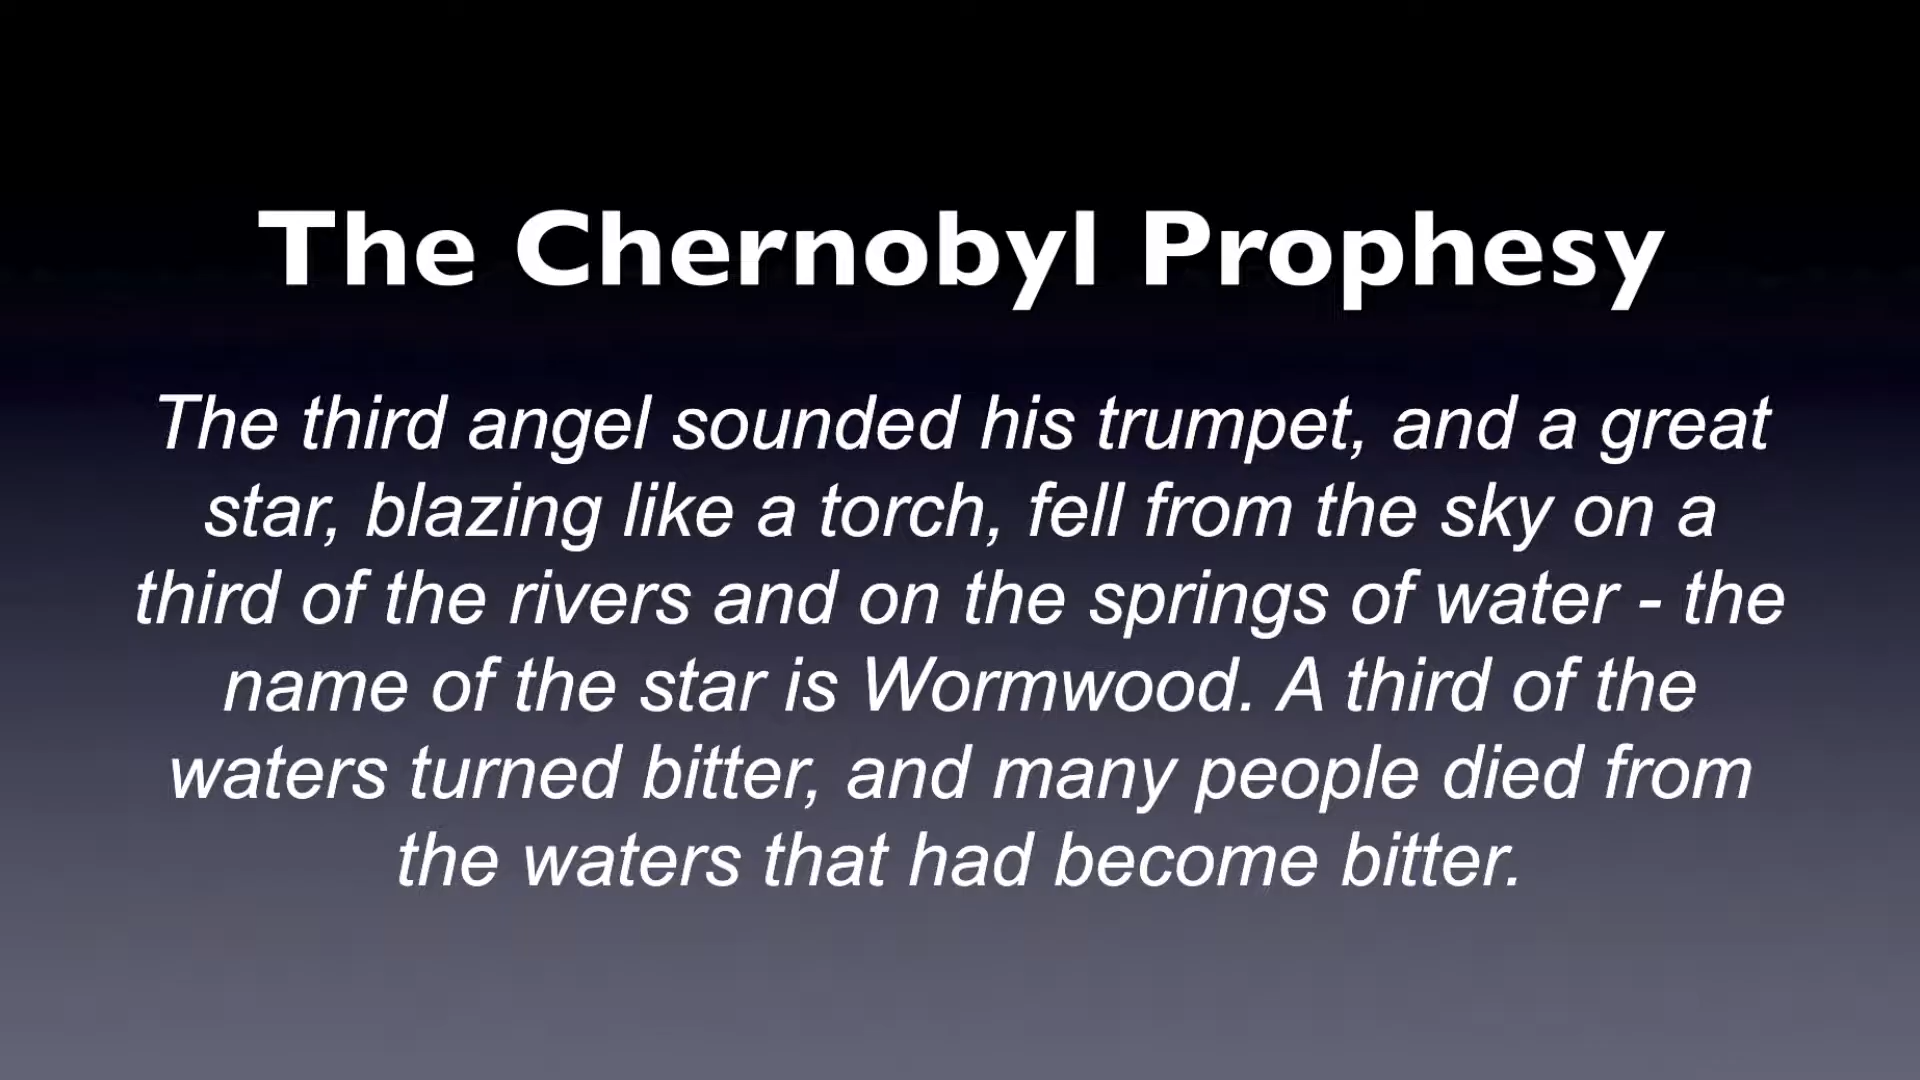 The Chernobyl Prophesy
The third angel sounded his trumpet, and a great
star, blazing like a torch, fell from the sky on a
third of the rivers and on the springs of water - the
name of the star is Wormwood. A third of the
waters turned bitter, and many people died from
the waters that had become bitter.